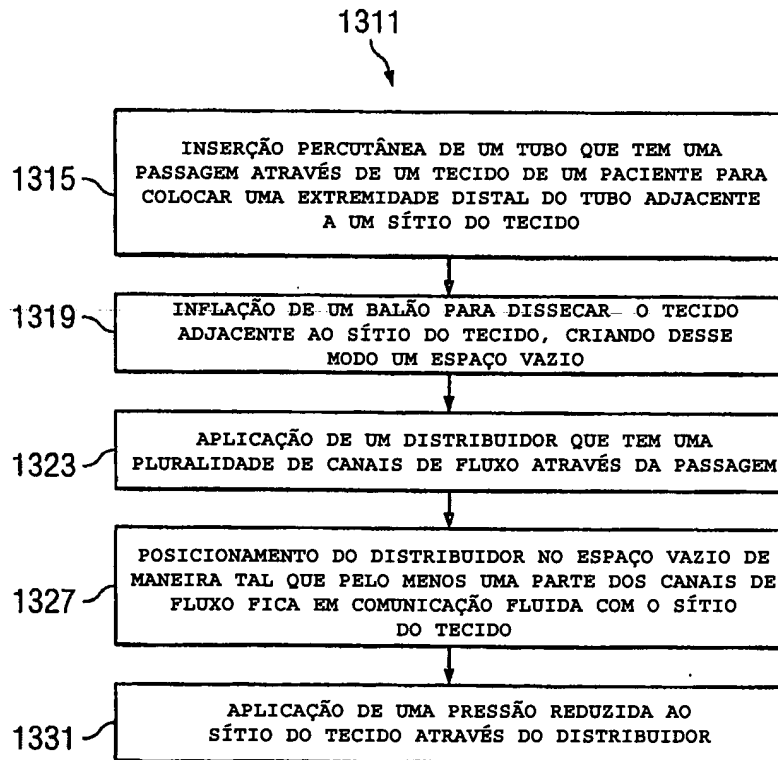 1311
1315
INSERÇÃO PERCUTÂNEA DE UM TUBO QUE TEM UMA
PASSAGEM ATRAVÉS DE UM TECIDO DE UM PACIENTE PARA
COLOCAR UMA EXTREMIDADE DISTAL DO TUBO ADJACENTE
A UM SÍTIO DO TECIDO
1319
INFLAÇÃO DE UM BALÃO PARA DISSECAR O TECIDO
ADJACENTE AO SÍTIO DO TECIDO, CRIANDO DESSE
MODO UM ESPAÇO VAZIO
1323
APLICAÇÃO DE UM DISTRIBUIDOR QUE TEM UMA
PLURALIDADE DE CANAIS DE FLUXO ATRAVÉS DA PASSAGEM
1327
POSICIONAMENTO DO DISTRIBUIDOR NO ESPAÇO VAZIO DE
MANEIRA TAL QUE PELO MENOS UMA PARTE DOS CANAIS DE
FLUXO FICA EM COMUNICAÇÃO FLUIDA COM O SÍTIO
DO TECIDO
1331
APLICAÇÃO DE UMA PRESSÃO REDUZIDA AO
SÍTIO DO TECIDO ATRAVÉS DO DISTRIBUIDOR